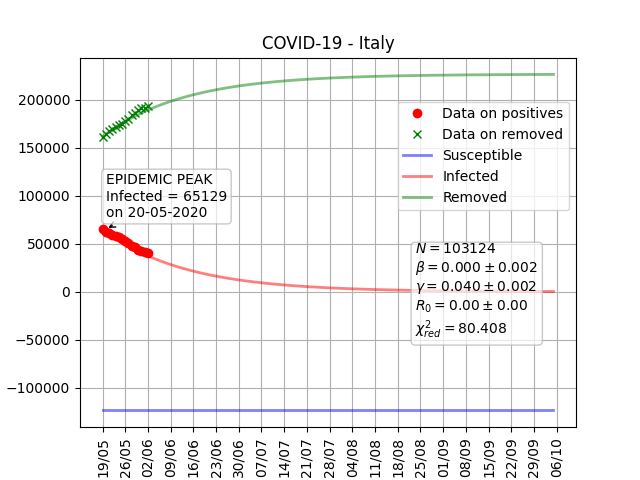 COVID-19 - Italy
200000
150000
100000
50000
0
−50000
−100000
EPIDEMIC PEAK
Infected = 65129
on 20-05-2020
Data on positives
Data on removed
Susceptible
Infected
Removed
N = 103124
β = 0.000 ± 0.002
γ = 0.040 ± 0.002
R₀ = 0.00 ± 0.00
χ²_red = 80.408
19/05
26/05
02/06
09/06
16/06
23/06
30/06
07/07
14/07
21/07
28/07
04/08
11/08
18/08
25/08
01/09
08/09
15/09
22/09
29/09
06/10